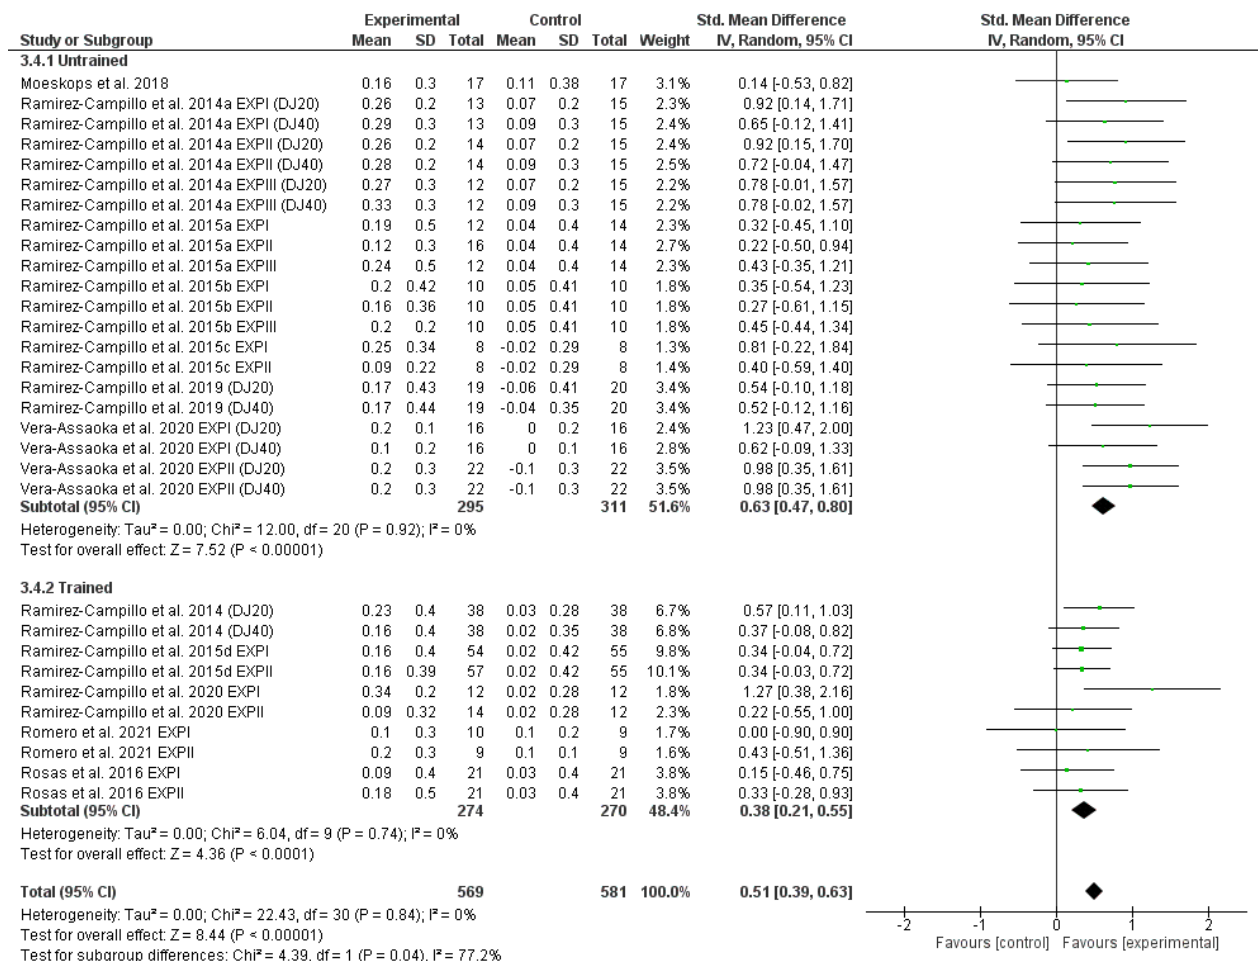 Experimental Control Std. Mean Difference Std. Mean Difference
Study or Subgroup Mean SD Total Mean SD Total Weight IV, Random, 95% CI IV, Random, 95% CI
3.4.1 Untrained
Moeskops et al. 2018 0.16 0.3 17 0.11 0.38 17 3.1% 0.14 [-0.53, 0.82]
Ramirez-Campillo et al. 2014a EXPI (DJ20) 0.26 0.2 13 0.07 0.2 15 2.3% 0.92 [0.14, 1.71]
Ramirez-Campillo et al. 2014a EXPI (DJ40) 0.29 0.3 13 0.09 0.3 15 2.4% 0.65 [-0.12, 1.41]
Ramirez-Campillo et al. 2014a EXPII (DJ20) 0.26 0.2 14 0.07 0.2 15 2.4% 0.92 [0.15, 1.70]
Ramirez-Campillo et al. 2014a EXPII (DJ40) 0.28 0.2 14 0.09 0.3 15 2.5% 0.72 [-0.04, 1.47]
Ramirez-Campillo et al. 2014a EXPIII (DJ20) 0.27 0.3 12 0.07 0.2 15 2.2% 0.78 [-0.01, 1.57]
Ramirez-Campillo et al. 2014a EXPIII (DJ40) 0.33 0.3 12 0.09 0.3 15 2.2% 0.78 [-0.02, 1.57]
Ramirez-Campillo et al. 2015a EXPI 0.19 0.5 12 0.04 0.4 14 2.3% 0.32 [-0.45, 1.10]
Ramirez-Campillo et al. 2015a EXPII 0.12 0.3 16 0.04 0.4 14 2.7% 0.22 [-0.50, 0.94]
Ramirez-Campillo et al. 2015a EXPIII 0.24 0.5 12 0.04 0.4 14 2.3% 0.43 [-0.35, 1.21]
Ramirez-Campillo et al. 2015b EXPI 0.2 0.42 10 0.05 0.41 10 1.8% 0.35 [-0.54, 1.23]
Ramirez-Campillo et al. 2015b EXPII 0.16 0.36 10 0.05 0.41 10 1.8% 0.27 [-0.61, 1.15]
Ramirez-Campillo et al. 2015b EXPIII 0.2 0.2 10 0.05 0.41 10 1.8% 0.45 [-0.44, 1.34]
Ramirez-Campillo et al. 2015c EXPI 0.25 0.34 8 -0.02 0.29 8 1.3% 0.81 [-0.22, 1.84]
Ramirez-Campillo et al. 2015c EXPII 0.09 0.22 8 -0.02 0.29 8 1.4% 0.40 [-0.59, 1.40]
Ramirez-Campillo et al. 2019 (DJ20) 0.17 0.43 19 -0.06 0.41 20 3.4% 0.54 [-0.10, 1.18]
Ramirez-Campillo et al. 2019 (DJ40) 0.17 0.44 19 -0.04 0.35 20 3.4% 0.52 [-0.12, 1.16]
Vera-Assaoka et al. 2020 EXPI (DJ20) 0.2 0.1 16 0 0.2 16 2.4% 1.23 [0.47, 2.00]
Vera-Assaoka et al. 2020 EXPI (DJ40) 0.1 0.2 16 0 0.1 16 2.8% 0.62 [-0.09, 1.33]
Vera-Assaoka et al. 2020 EXPII (DJ20) 0.2 0.3 22 -0.1 0.3 22 3.5% 0.98 [0.35, 1.61]
Vera-Assaoka et al. 2020 EXPII (DJ40) 0.2 0.3 22 -0.1 0.3 22 3.5% 0.98 [0.35, 1.61]
Subtotal (95% CI) 295 311 51.6% 0.63 [0.47, 0.80]
Heterogeneity: Tau² = 0.00; Chi² = 12.00, df = 20 (P = 0.92); I² = 0%
Test for overall effect: Z = 7.52 (P < 0.00001)
3.4.2 Trained
Ramirez-Campillo et al. 2014 (DJ20) 0.23 0.4 38 0.03 0.28 38 6.7% 0.57 [0.11, 1.03]
Ramirez-Campillo et al. 2014 (DJ40) 0.16 0.4 38 0.02 0.35 38 6.8% 0.37 [-0.08, 0.82]
Ramirez-Campillo et al. 2015d EXPI 0.16 0.4 54 0.02 0.42 55 9.8% 0.34 [-0.04, 0.72]
Ramirez-Campillo et al. 2015d EXPII 0.16 0.39 57 0.02 0.42 55 10.1% 0.34 [-0.03, 0.72]
Ramirez-Campillo et al. 2020 EXPI 0.34 0.2 12 0.02 0.28 12 1.8% 1.27 [0.38, 2.16]
Ramirez-Campillo et al. 2020 EXPII 0.09 0.32 14 0.02 0.28 12 2.3% 0.22 [-0.55, 1.00]
Romero et al. 2021 EXPI 0.1 0.3 10 0.1 0.2 9 1.7% 0.00 [-0.90, 0.90]
Romero et al. 2021 EXPII 0.2 0.3 9 0.1 0.1 9 1.6% 0.43 [-0.51, 1.36]
Rosas et al. 2016 EXPI 0.09 0.4 21 0.03 0.4 21 3.8% 0.15 [-0.46, 0.75]
Rosas et al. 2016 EXPII 0.18 0.5 21 0.03 0.4 21 3.8% 0.33 [-0.28, 0.93]
Subtotal (95% CI) 274 270 48.4% 0.38 [0.21, 0.55]
Heterogeneity: Tau² = 0.00; Chi² = 6.04, df = 9 (P = 0.74); I² = 0%
Test for overall effect: Z = 4.36 (P < 0.0001)
Total (95% CI) 569 581 100.0% 0.51 [0.39, 0.63]
Heterogeneity: Tau² = 0.00; Chi² = 22.43, df = 30 (P = 0.84); I² = 0%
Test for overall effect: Z = 8.44 (P < 0.00001)
Test for subgroup differences: Chi² = 4.39, df = 1 (P = 0.04), I² = 77.2%
-2 -1 0 1 2
Favours [control] Favours [experimental]